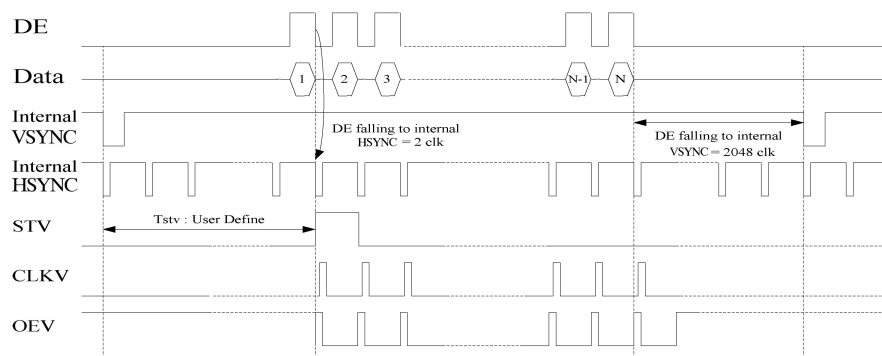 DE
Data
1
2
3
N-1
N
Internal
VSYNC
DE falling to internal
HSYNC = 2 clk
DE falling to internal
VSYNC = 2048 clk
Internal
HSYNC
Tstv : User Define
STV
CLKV
OEV